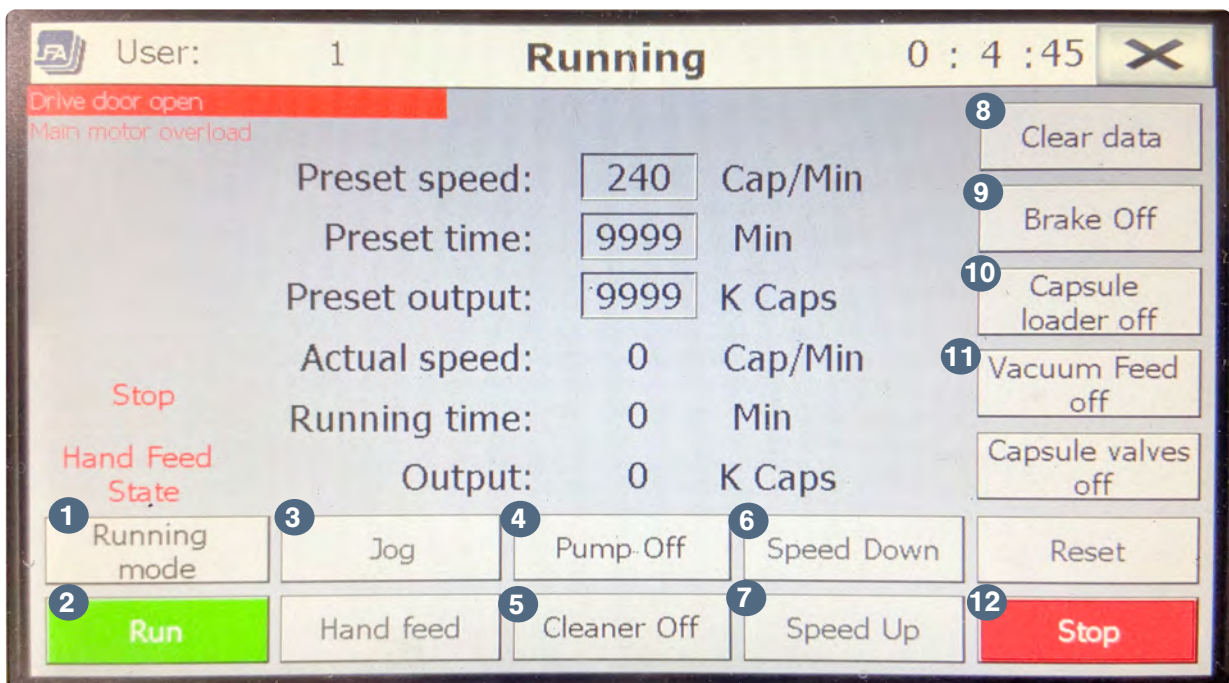 LFA User: 1 Running 0 : 4 : 45
Drive door open
Main motor overload
8 Clear data
Preset speed: 240 Cap/Min
9 Brake Off
Preset time: 9999 Min
10 Capsule
loader off
Preset output: 9999 K Caps
Actual speed: 0 Cap/Min
11 Vacuum Feed
off
Stop
Running time: 0 Min
Hand Feed
State
Output: 0 K Caps
Capsule valves
off
1 Running
mode
3 Jog
4 Pump Off
6 Speed Down
Reset
2 Run
Hand feed
5 Cleaner Off
7 Speed Up
12 Stop